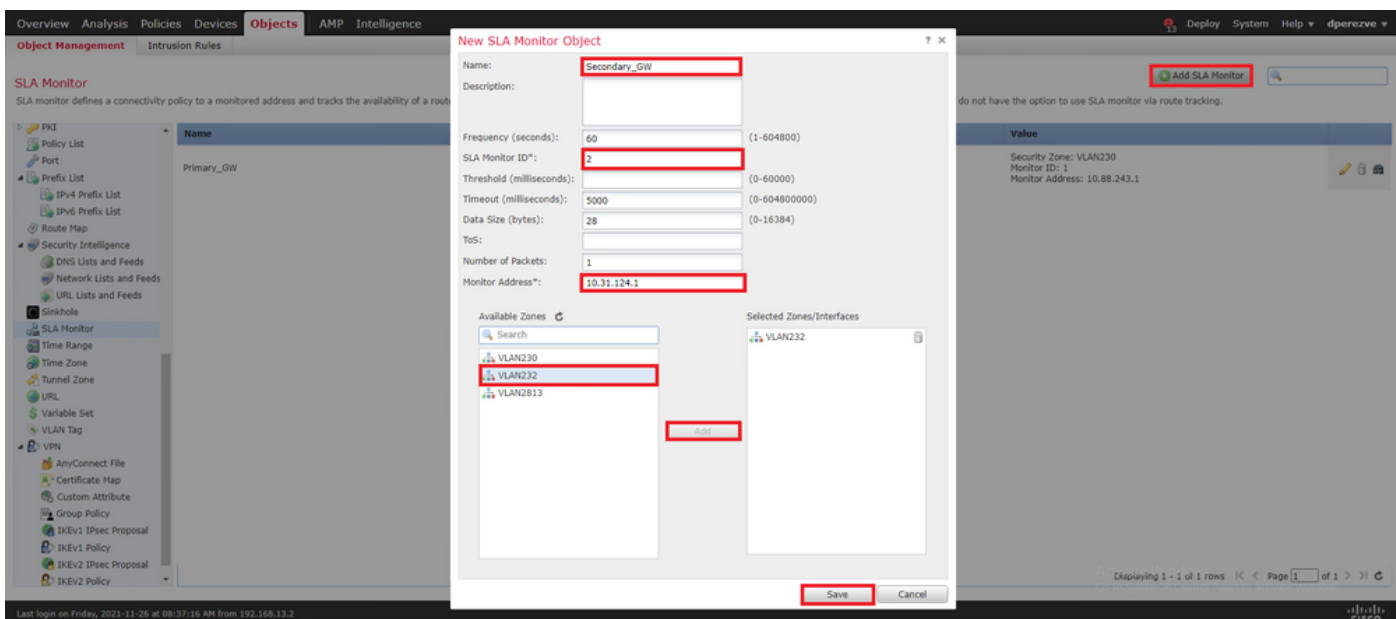 Overview Analysis Policies Devices Objects AMP Intelligence
13 Deploy System Help dperezve
Object Management Intrusion Rules
SLA Monitor
SLA monitor defines a connectivity policy to a monitored address and tracks the availability of a rout
do not have the option to use SLA monitor via route tracking.
Add SLA Monitor
PKI
Policy List
Port
Prefix List
IPv4 Prefix List
IPv6 Prefix List
Route Map
Security Intelligence
DNS Lists and Feeds
Network Lists and Feeds
URL Lists and Feeds
Sinkhole
SLA Monitor
Time Range
Time Zone
Tunnel Zone
URL
Variable Set
VLAN Tag
VPN
AnyConnect File
Certificate Map
Custom Attribute
Group Policy
IKEv1 IPsec Proposal
IKEv1 Policy
IKEv2 IPsec Proposal
IKEv2 Policy
Name
Primary_GW
New SLA Monitor Object ? ×
Name: Secondary_GW
Description:
Frequency (seconds): 60 (1-604800)
SLA Monitor ID*: 2
Threshold (milliseconds): (0-60000)
Timeout (milliseconds): 5000 (0-604800000)
Data Size (bytes): 28 (0-16384)
ToS:
Number of Packets: 1
Monitor Address*: 10.31.124.1
Available Zones
Search
VLAN230
VLAN232
VLAN2813
Add
Selected Zones/Interfaces
VLAN232
Save Cancel
Value
Security Zone: VLAN230
Monitor ID: 1
Monitor Address: 10.88.243.1
Displaying 1 - 1 of 1 rows |< < Page 1 of 1 > >|
Last login on Friday, 2021-11-26 at 08:37:16 AM from 192.168.13.2
CISCO